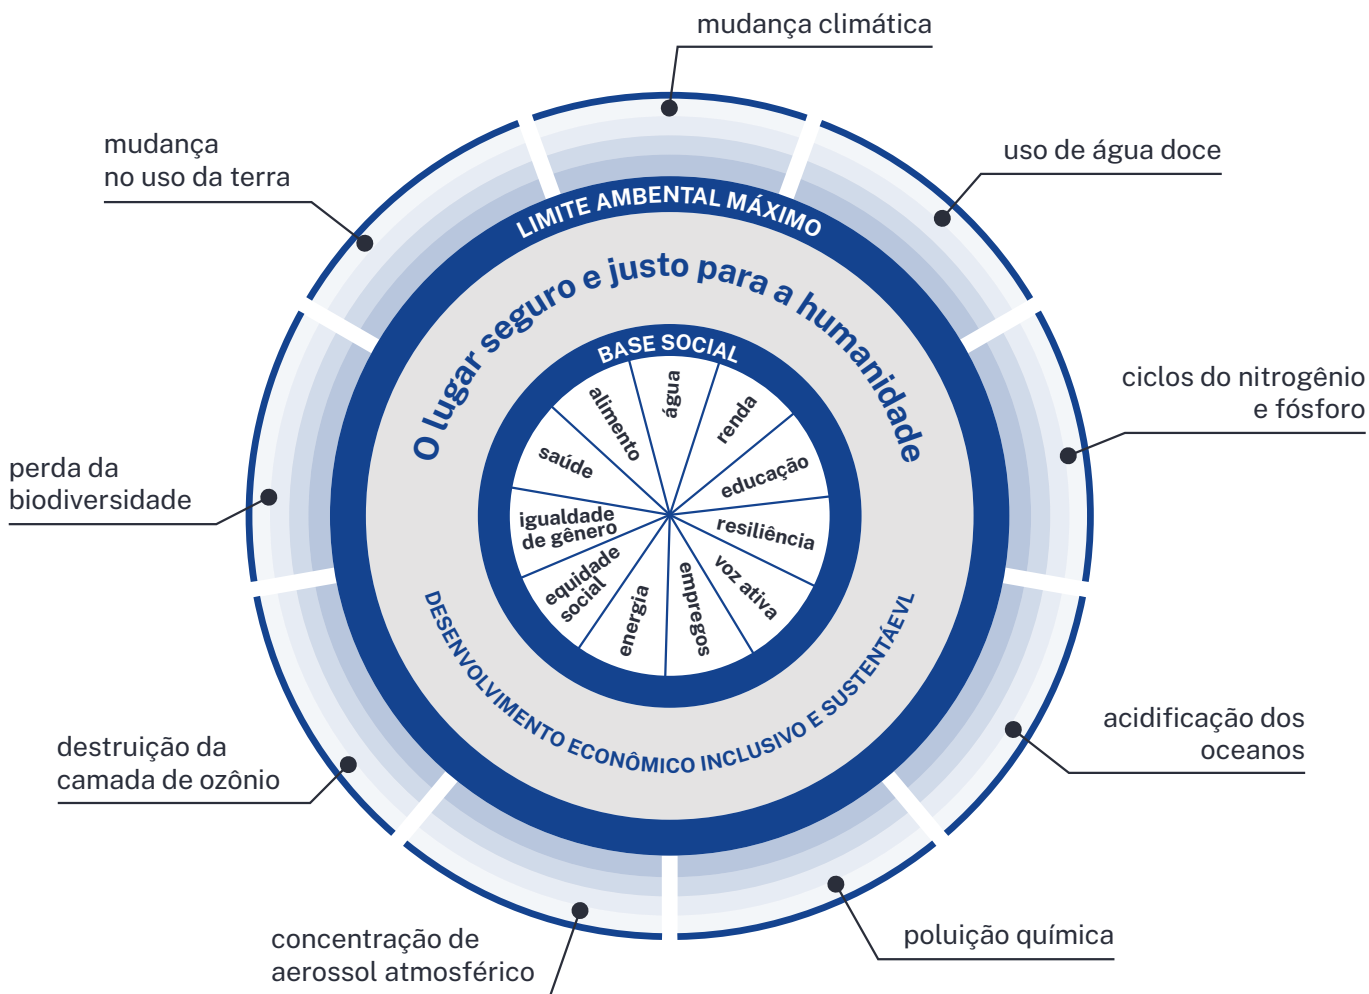 mudança climática
mudança
no uso da terra
uso de água doce
LIMITE AMBENTAL MÁXIMO
O lugar seguro e justo para a humanidade
BASE SOCIAL
ciclos do nitrogênio
e fósforo
perda da
biodiversidade
água
renda
educação
resiliência
voz ativa
empregos
energia
equidade
social
igualdade
de gênero
saúde
alimento
DESENVOLVIMENTO ECONÔMICO INCLUSIVO E SUSTENTÁEVL
acidificação dos
oceanos
destruição da
camada de ozônio
poluição química
concentração de
aerossol atmosférico